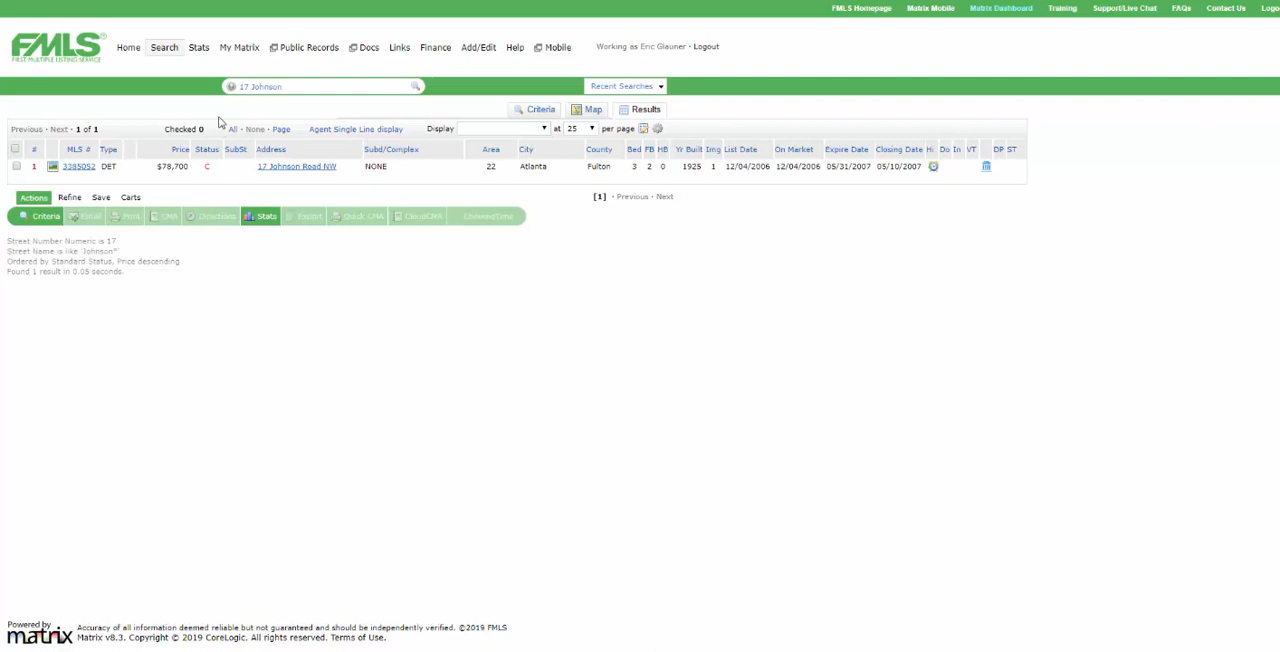 FMLS Homepage Matrix Mobile Matrix Dashboard Training Support/Live Chat FAQs Contact Us Logo
FMLS®
FIRST MULTIPLE LISTING SERVICE
Home Search Stats My Matrix Public Records Docs Links Finance Add/Edit Help Mobile Working as Eric Glauner · Logout
17 Johnson Recent Searches
Criteria Map Results
Previous · Next · 1 of 1 Checked 0 All · None · Page Agent Single Line display Display at 25 per page
# MLS # Type Price Status SubSt Address Subd/Complex Area City County Bed FB HB Yr Built Img List Date On Market Expire Date Closing Date Hi Do In VT DP ST
1 3385052 DET $78,700 C 17 Johnson Road NW NONE 22 Atlanta Fulton 3 2 0 1925 1 12/04/2006 12/04/2006 05/31/2007 05/10/2007
Actions Refine Save Carts [1] · Previous · Next
Criteria Email Print CMA Directions Stats Export Quick CMA CloudCMA ShowingTime
Street Number Numeric is 17
Street Name is like 'Johnson*'
Ordered by Standard Status, Price descending
Found 1 result in 0.05 seconds.
Powered by
matrix
Accuracy of all information deemed reliable but not guaranteed and should be independently verified. ©2019 FMLS
Matrix v8.3. Copyright © 2019 CoreLogic. All rights reserved. Terms of Use.